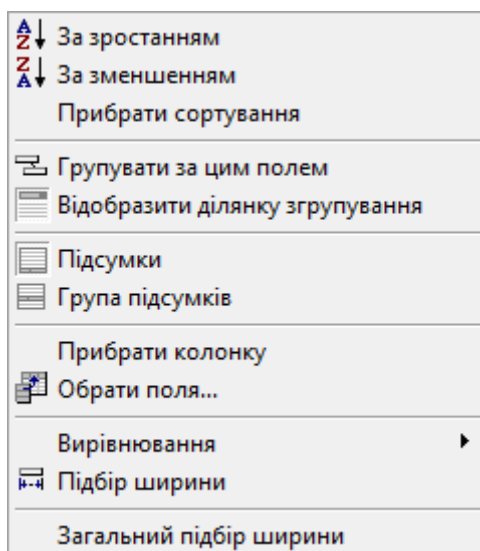 За зростанням
За зменшенням
Прибрати сортування
Групувати за цим полем
Відобразити ділянку згрупування
Підсумки
Група підсумків
Прибрати колонку
Обрати поля...
Вирівнювання
Підбір ширини
Загальний підбір ширини